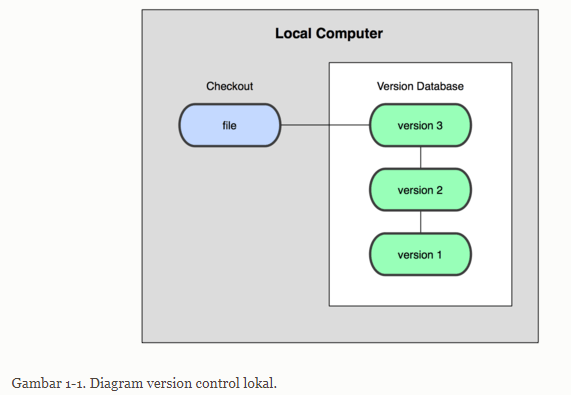 Local Computer
Checkout
Version Database
file
version 3
version 2
version 1
Gambar 1-1. Diagram version control lokal.